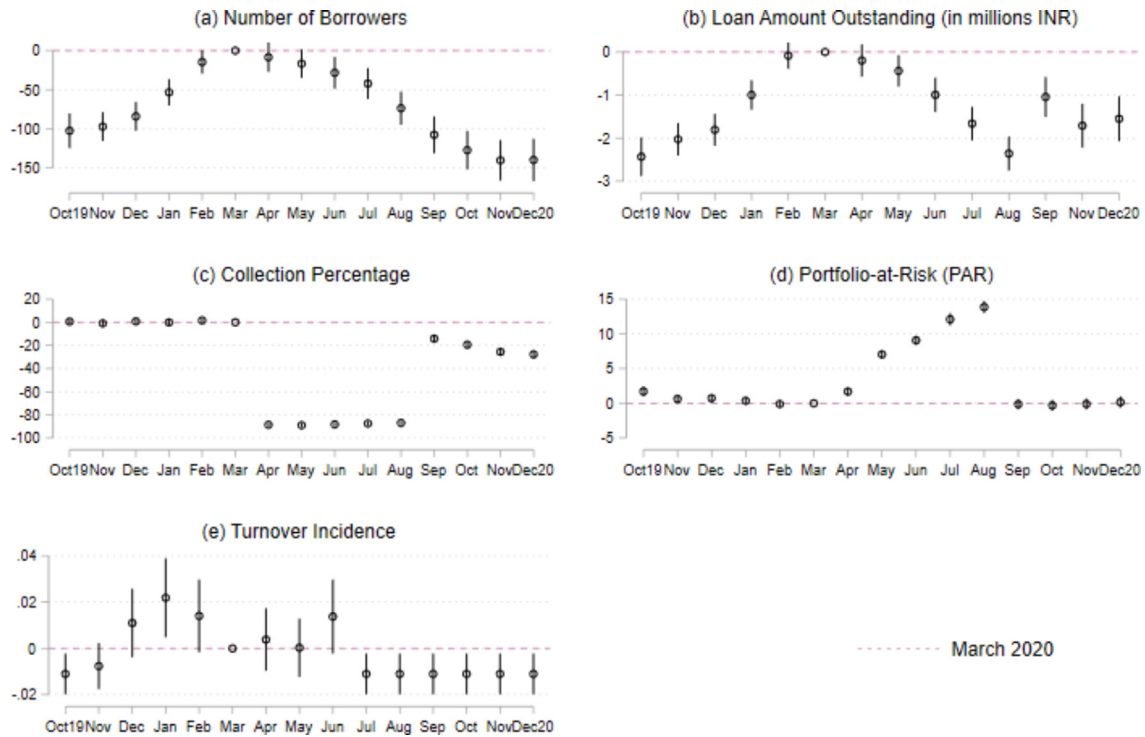 (a) Number of Borrowers
0
-50
-100
-150
Oct19 Nov Dec Jan Feb Mar Apr May Jun Jul Aug Sep Oct Nov Dec20
(b) Loan Amount Outstanding (in millions INR)
0
-1
-2
-3
Oct19 Nov Dec Jan Feb Mar Apr May Jun Jul Aug Sep Oct Nov Dec20
(c) Collection Percentage
20
0
-20
-40
-60
-80
-100
Oct19 Nov Dec Jan Feb Mar Apr May Jun Jul Aug Sep Oct Nov Dec20
(d) Portfolio-at-Risk (PAR)
15
10
5
0
-5
Oct19 Nov Dec Jan Feb Mar Apr May Jun Jul Aug Sep Oct Nov Dec20
(e) Turnover Incidence
.04
.02
0
-.02
Oct19 Nov Dec Jan Feb Mar Apr May Jun Jul Aug Sep Oct Nov Dec20
March 2020